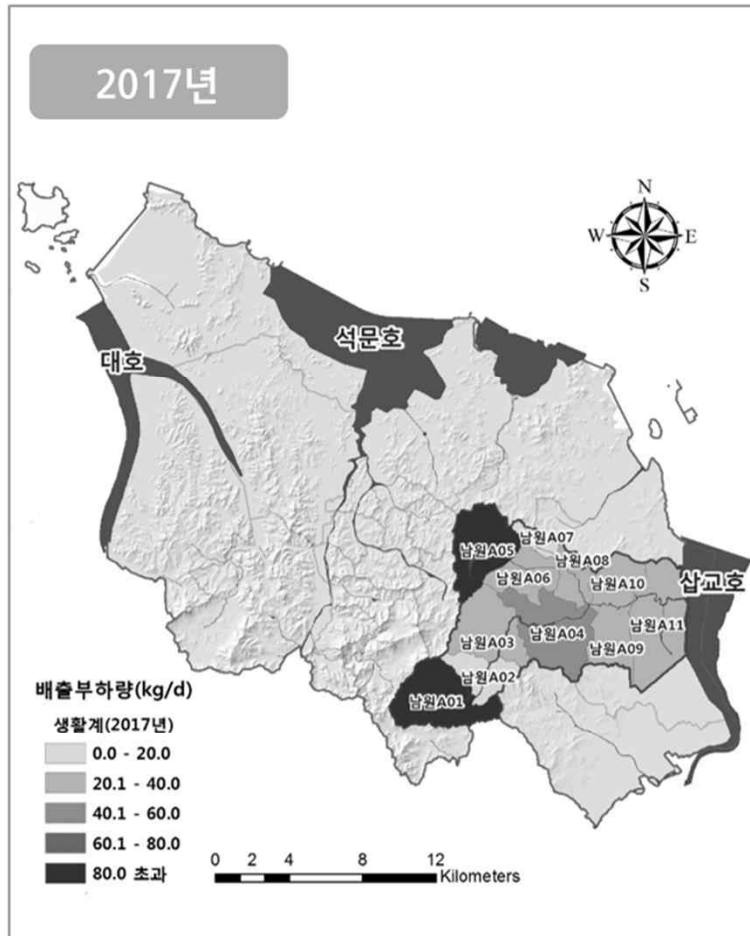 2017년
N
W E
S
대호
석문호
삽교호
남원A07
남원A05
남원A08
남원A06
남원A10
남원A11
남원A03
남원A04
남원A09
남원A02
남원A01
배출부하량(kg/d)
생활계(2017년)
0.0 - 20.0
20.1 - 40.0
40.1 - 60.0
60.1 - 80.0
80.0 초과
0 2 4 8 12
Kilometers